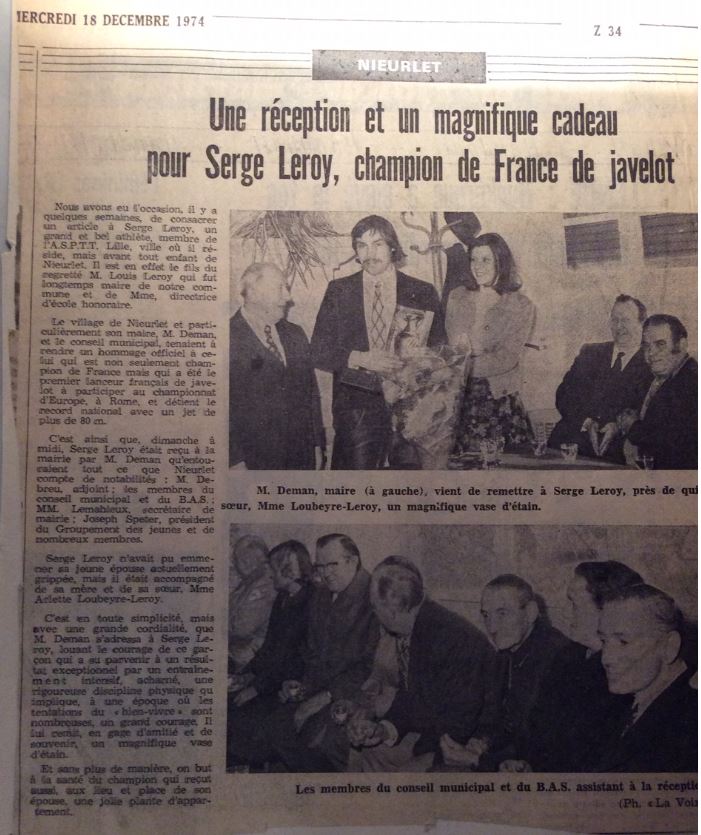 MERCREDI 18 DECEMBRE 1974
Z 34
NIEURLET
Une réception et un magnifique cadeau
pour Serge Leroy, champion de France de javelot
Nous avons eu l'occasion, il y a
quelques semaines, de consacrer
un article à Serge Leroy, un
grand et bel athlète, membre de
l'A.S.P.T.T. Lille, ville où il ré-
side, mais avant tout enfant de
Nieurlet. Il est en effet le fils du
regretté M. Louis Leroy qui fut
longtemps maire de notre com-
mune et de Mme, directrice
d'école honoraire.
Le village de Nieurlet et parti-
culièrement son maire, M. Deman,
et le conseil municipal, tenaient à
rendre un hommage officiel à ce-
lui qui est non seulement cham-
pion de France mais qui a été le
premier lanceur français de jave-
lot à participer au championnat
d'Europe, à Rome, et détient le
record national avec un jet de
plus de 80 m.
C'est ainsi que, dimanche à
midi, Serge Leroy était reçu à la
mairie par M. Deman qu'entou-
raient tout ce que Nieurlet
compte de notabilités : M. De-
breu, adjoint ; les membres du
conseil municipal et du B.A.S. ;
MM. Lemahieux, secrétaire de
mairie ; Joseph Speter, président
du Groupement des jeunes et de
nombreux membres.
Serge Leroy n'avait pu emme-
ner sa jeune épouse actuellement
grippée, mais il était accompagné
de sa mère et de sa sœur, Mme
Arlette Loubeyre-Leroy.
C'est en toute simplicité, mais
avec une grande cordialité, que
M. Deman s'adressa à Serge Le-
roy, louant le courage de ce gar-
çon qui a su parvenir à un résul-
tat exceptionnel par un entraîne-
ment intensif, acharné, une
rigoureuse discipline physique qu
implique, à une époque où les
tentations du « bien-vivre » sont
nombreuses, un grand courage. Il
lui remit, en gage d'amitié et de
souvenir, un magnifique vase
d'étain.
Et sans plus de manière, on but
à la santé du champion qui reçut
aussi, aux lieu et place de son
épouse, une jolie plante d'appar-
tement.
M. Deman, maire (à gauche), vient de remettre à Serge Leroy, près de qui
sœur, Mme Loubeyre-Leroy, un magnifique vase d'étain.
Les membres du conseil municipal et du B.A.S. assistant à la réceptio
(Ph. « La Voix